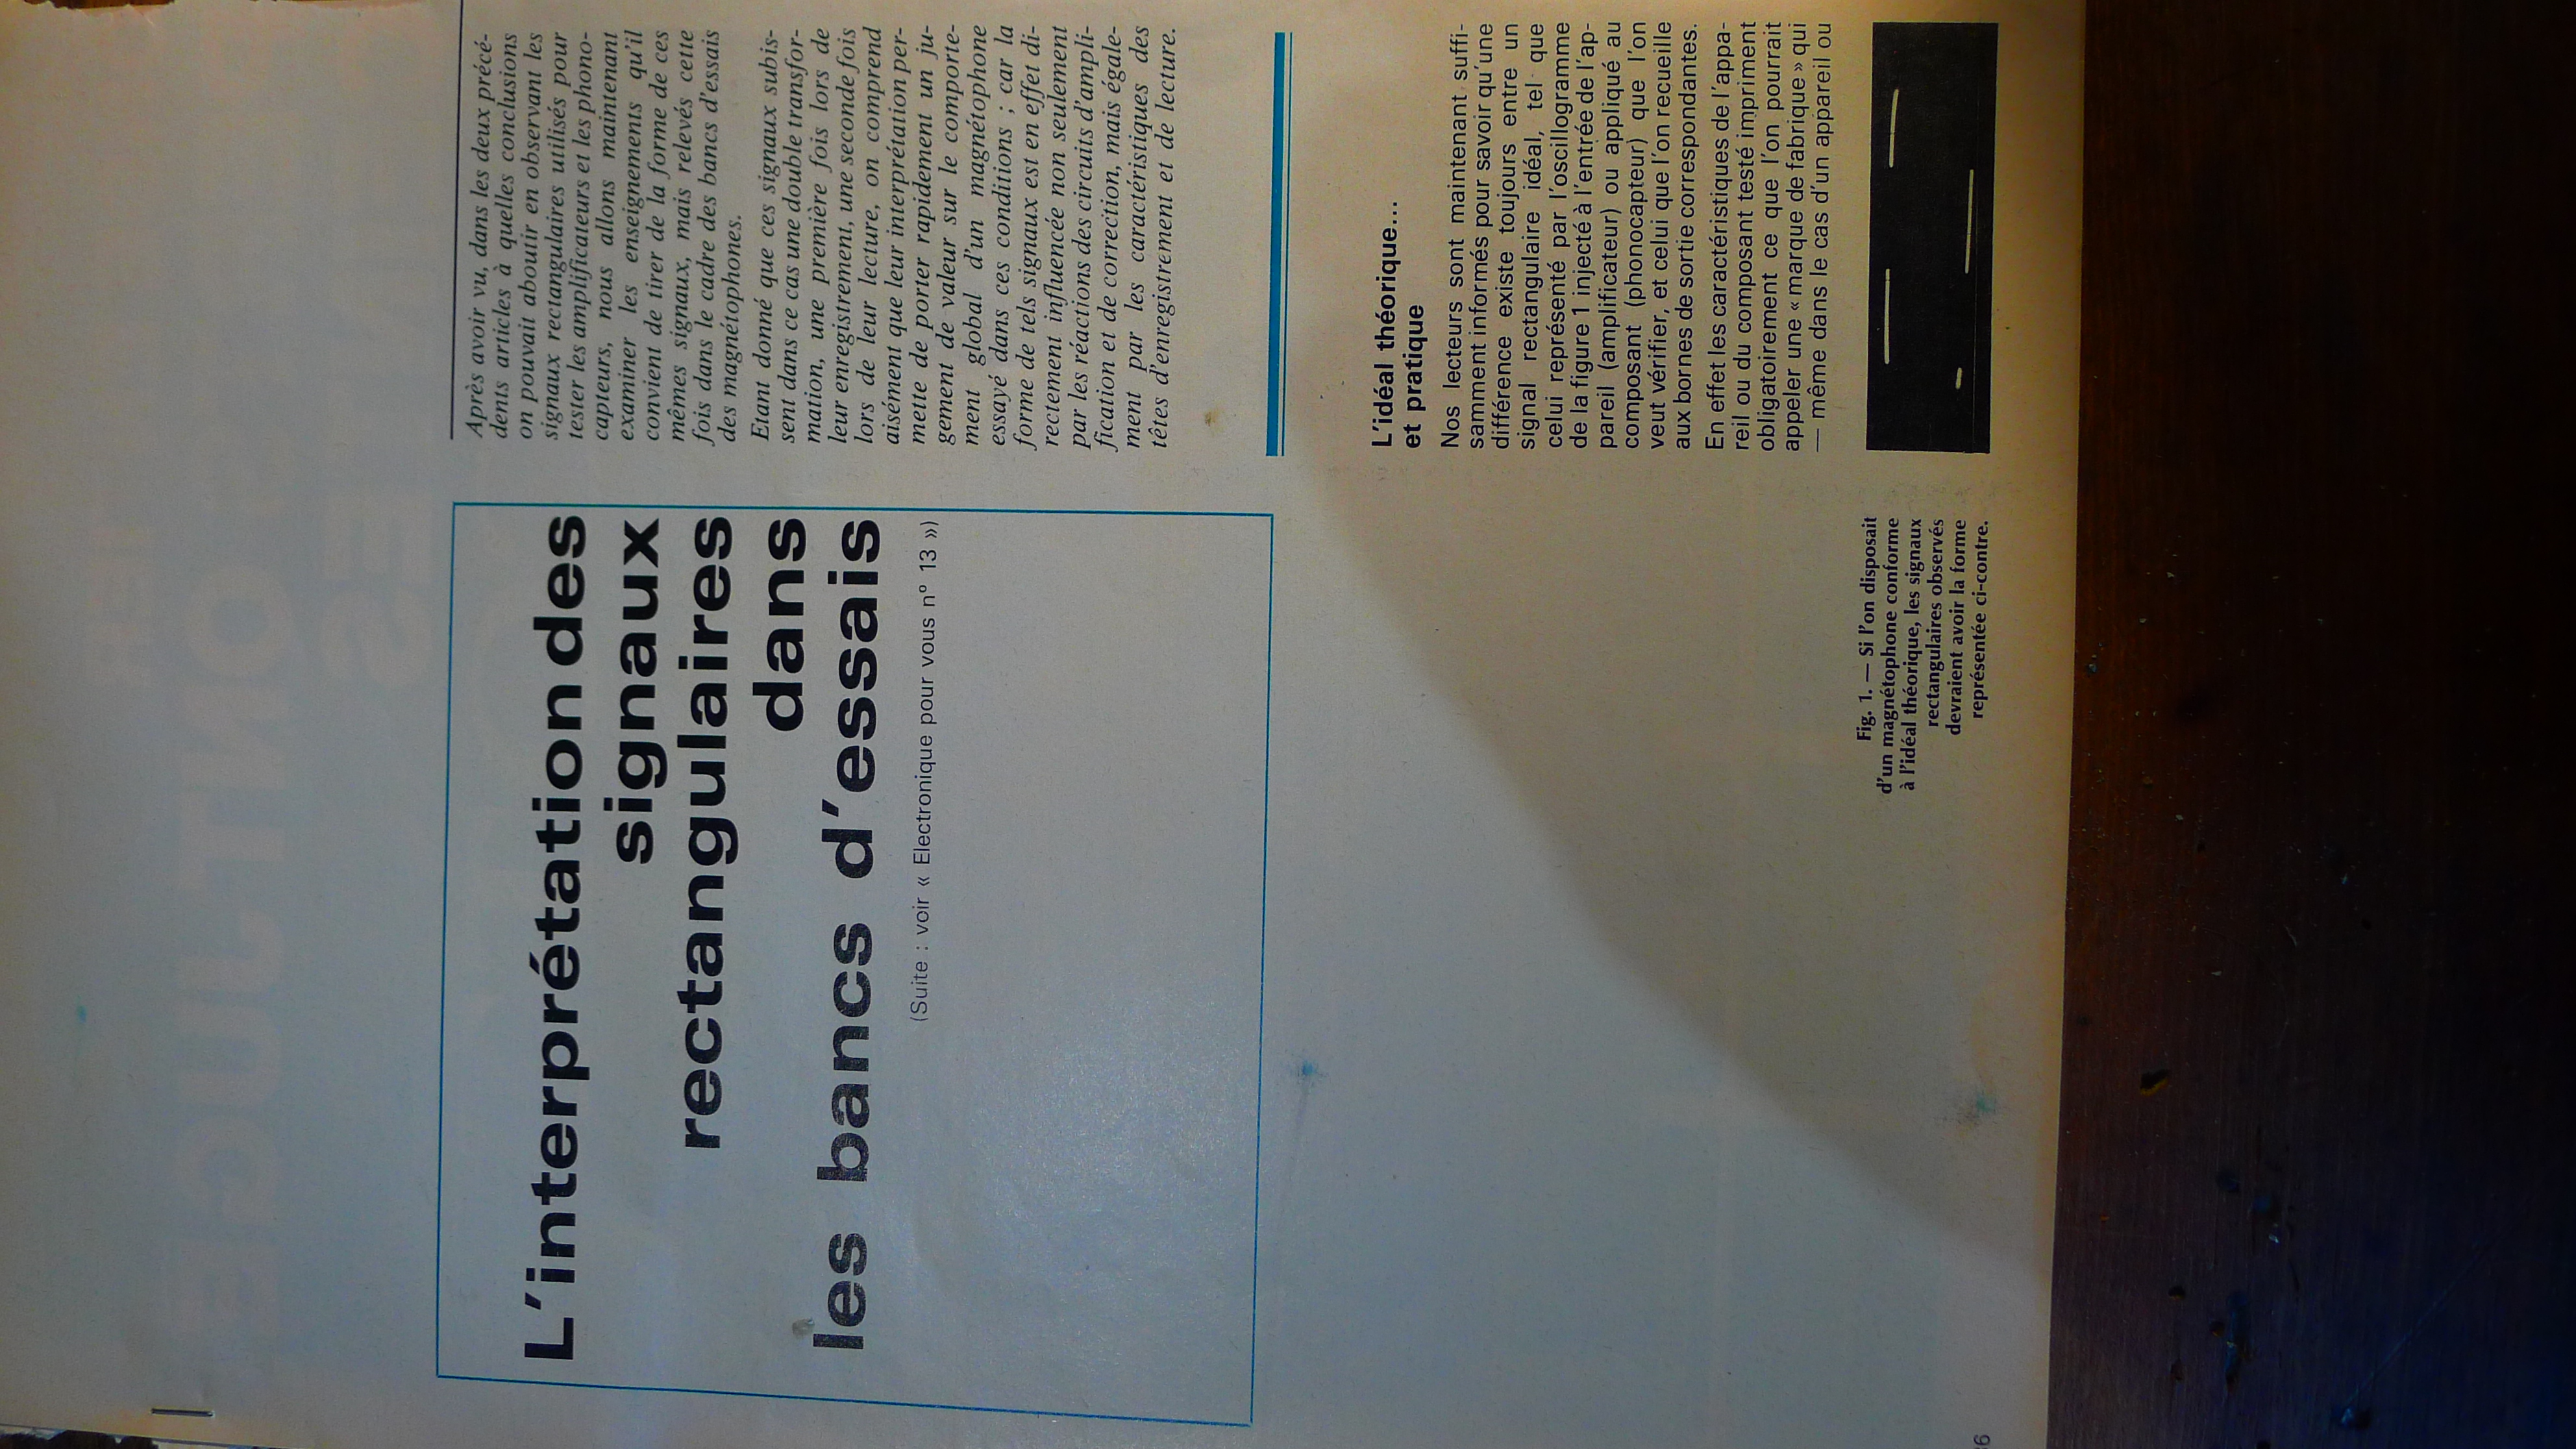 L'interprétation des
signaux
rectangulaires
dans
les bancs d'essais
(Suite : voir « Electronique pour vous n° 13 »)
Après avoir vu, dans les deux précé-
dents articles à quelles conclusions
on pouvait aboutir en observant les
signaux rectangulaires utilisés pour
tester les amplificateurs et les phono-
capteurs, nous allons maintenant
examiner les enseignements qu'il
convient de tirer de la forme de ces
mêmes signaux, mais relevés cette
fois dans le cadre des bancs d'essais
des magnétophones.
Etant donné que ces signaux subis-
sent dans ce cas une double transfor-
mation, une première fois lors de
leur enregistrement, une seconde fois
lors de leur lecture, on comprend
aisément que leur interprétation per-
mette de porter rapidement un ju-
gement de valeur sur le comporte-
ment global d'un magnétophone
essayé dans ces conditions ; car la
forme de tels signaux est en effet di-
rectement influencée non seulement
par les réactions des circuits d'ampli-
fication et de correction, mais égale-
ment par les caractéristiques des
têtes d'enregistrement et de lecture.
L'idéal théorique...
et pratique
Nos lecteurs sont maintenant suffi-
samment informés pour savoir qu'une
différence existe toujours entre un
signal rectangulaire idéal, tel que
celui représenté par l'oscillogramme
de la figure 1 injecté à l'entrée de l'ap-
pareil (amplificateur) ou appliqué au
composant (phonocapteur) que l'on
veut vérifier, et celui que l'on recueille
aux bornes de sortie correspondantes.
En effet les caractéristiques de l'appa-
reil ou du composant testé impriment
obligatoirement ce que l'on pourrait
appeler une « marque de fabrique » qui
— même dans le cas d'un appareil ou
Fig. 1. — Si l'on disposait
d'un magnétophone conforme
à l'idéal théorique, les signaux
rectangulaires observés
devraient avoir la forme
représentée ci-contre.